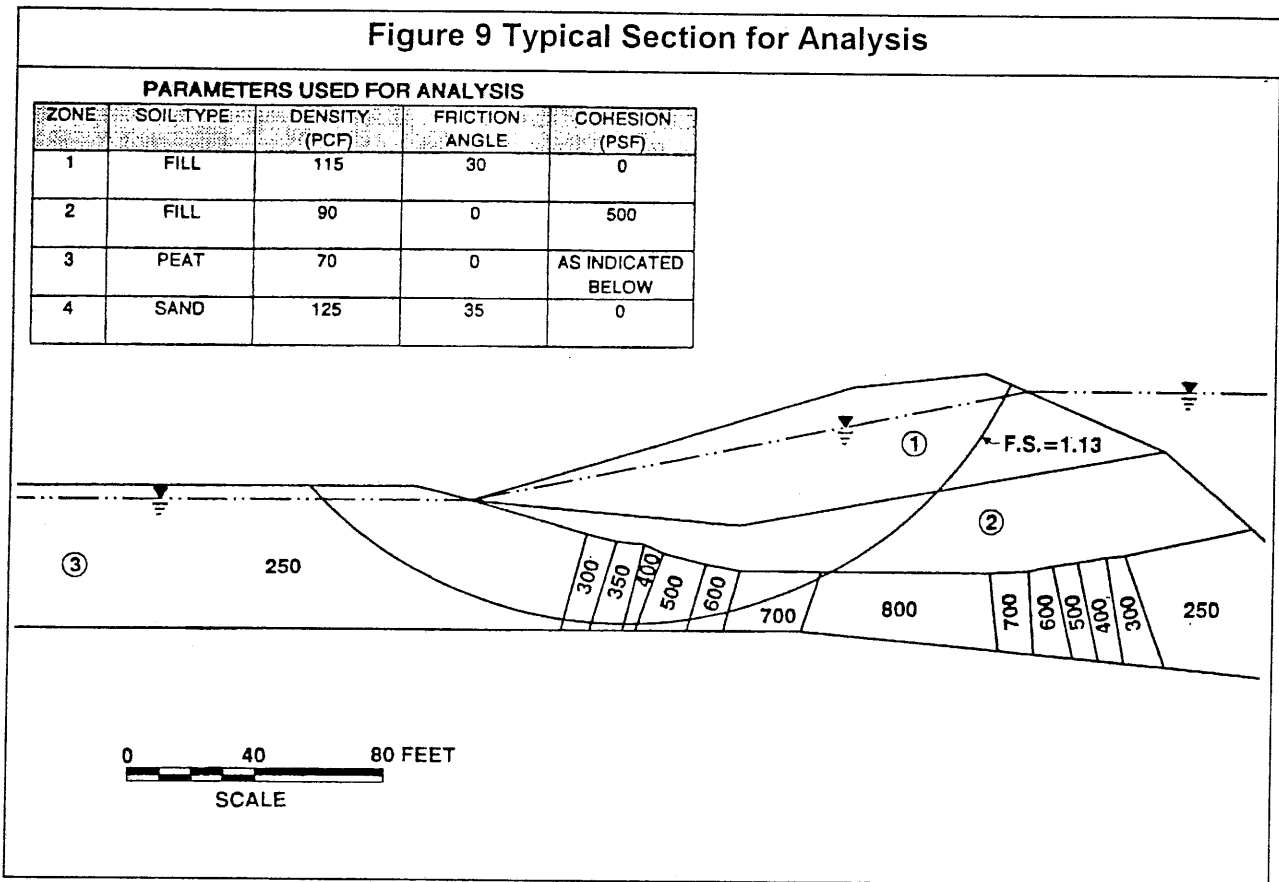 Figure 9 Typical Section for Analysis
PARAMETERS USED FOR ANALYSIS
ZONE SOIL TYPE DENSITY (PCF) FRICTION ANGLE COHESION (PSF)
1 FILL 115 30 0
2 FILL 90 0 500
3 PEAT 70 0 AS INDICATED BELOW
4 SAND 125 35 0
1
F.S.=1.13
2
3
250
300
350
400
500
600
700
800
700
600
500
400
300
250
0 40 80 FEET
SCALE